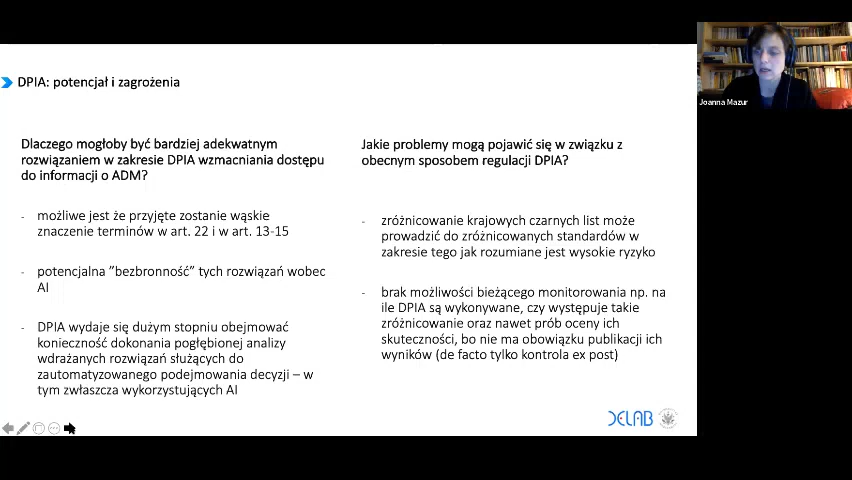 DPIA: potencjał i zagrożenia
Dlaczego mogłoby być bardziej adekwatnym
rozwiązaniem w zakresie DPIA wzmacniania dostępu
do informacji o ADM?
- możliwe jest że przyjęte zostanie wąskie
znaczenie terminów w art. 22 i w art. 13-15
- potencjalna ”bezbronność” tych rozwiązań wobec
AI
- DPIA wydaje się dużym stopniu obejmować
konieczność dokonania pogłębionej analizy
wdrażanych rozwiązań służących do
zautomatyzowanego podejmowania decyzji – w
tym zwłaszcza wykorzystujących AI
Jakie problemy mogą pojawić się w związku z
obecnym sposobem regulacji DPIA?
- zróżnicowanie krajowych czarnych list może
prowadzić do zróżnicowanych standardów w
zakresie tego jak rozumiane jest wysokie ryzyko
- brak możliwości bieżącego monitorowania np. na
ile DPIA są wykonywane, czy występuje takie
zróżnicowanie oraz nawet prób oceny ich
skuteczności, bo nie ma obowiązku publikacji ich
wyników (de facto tylko kontrola ex post)
DELAB
Joanna Mazur